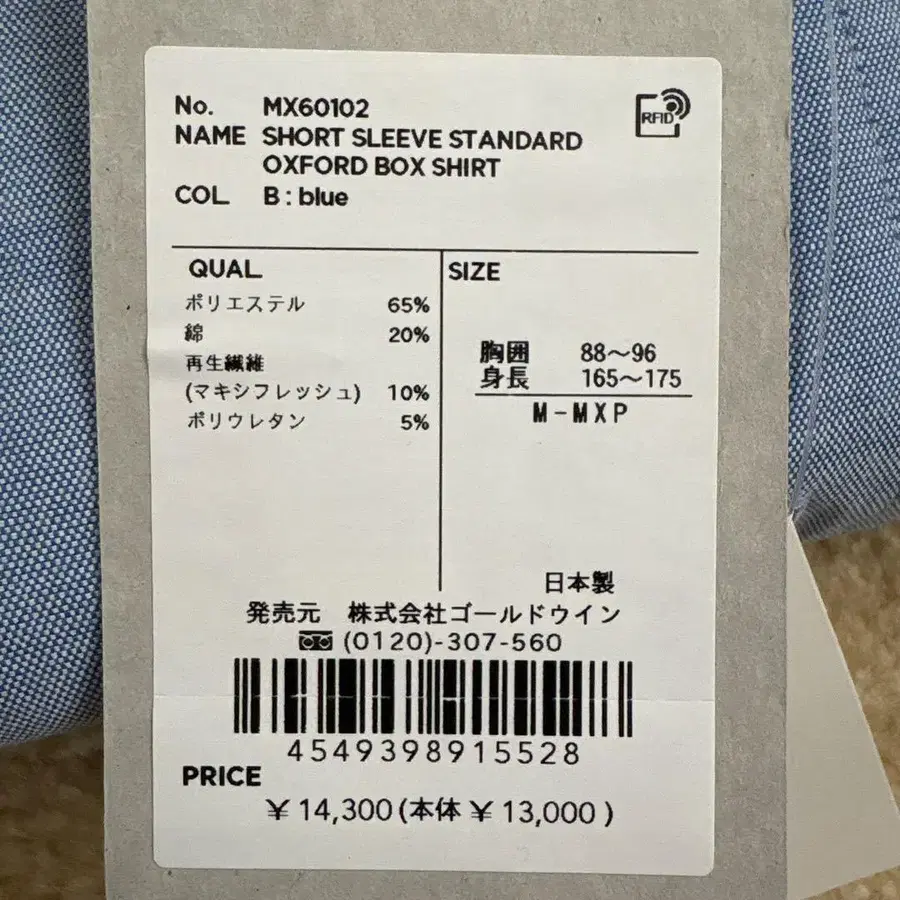 No. MX60102
RFID
NAME SHORT SLEEVE STANDARD
OXFORD BOX SHIRT
COL B : blue
QUAL
ポリエステル 65%
綿 20%
再生繊維
(マキシフレッシュ) 10%
ポリウレタン 5%
SIZE
胸囲 88〜96
身長 165〜175
M-MXP
日本製
発売元 株式会社ゴールドウイン
(0120)-307-560
4549398915528
PRICE
¥ 14,300(本体 ¥ 13,000 )